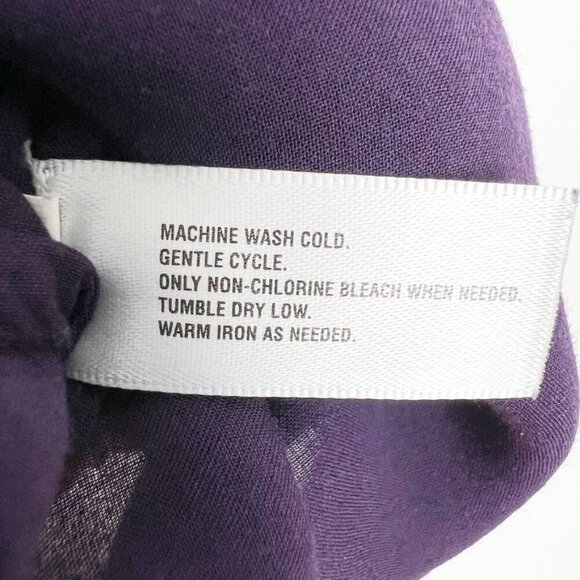 MACHINE WASH COLD.
GENTLE CYCLE.
ONLY NON-CHLORINE BLEACH WHEN NEEDED.
TUMBLE DRY LOW.
WARM IRON AS NEEDED.